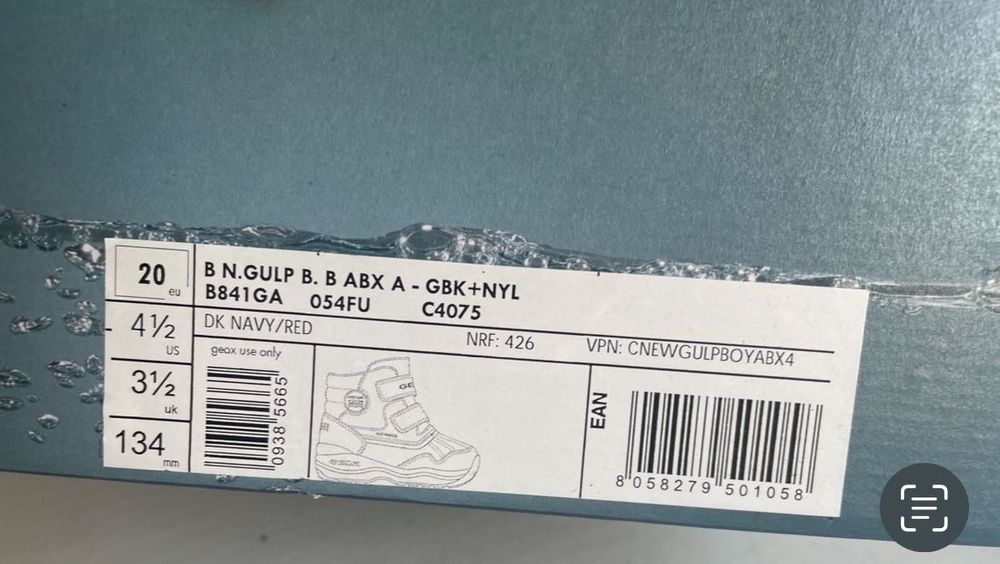 20 eu
B N.GULP B. B ABX A - GBK+NYL
B841GA 054FU C4075
4½ US
DK NAVY/RED
NRF: 426
VPN: CNEWGULPBOYABX4
3½ uk
134 mm
geox use only
0938 5665
EAN
8 058279 501058